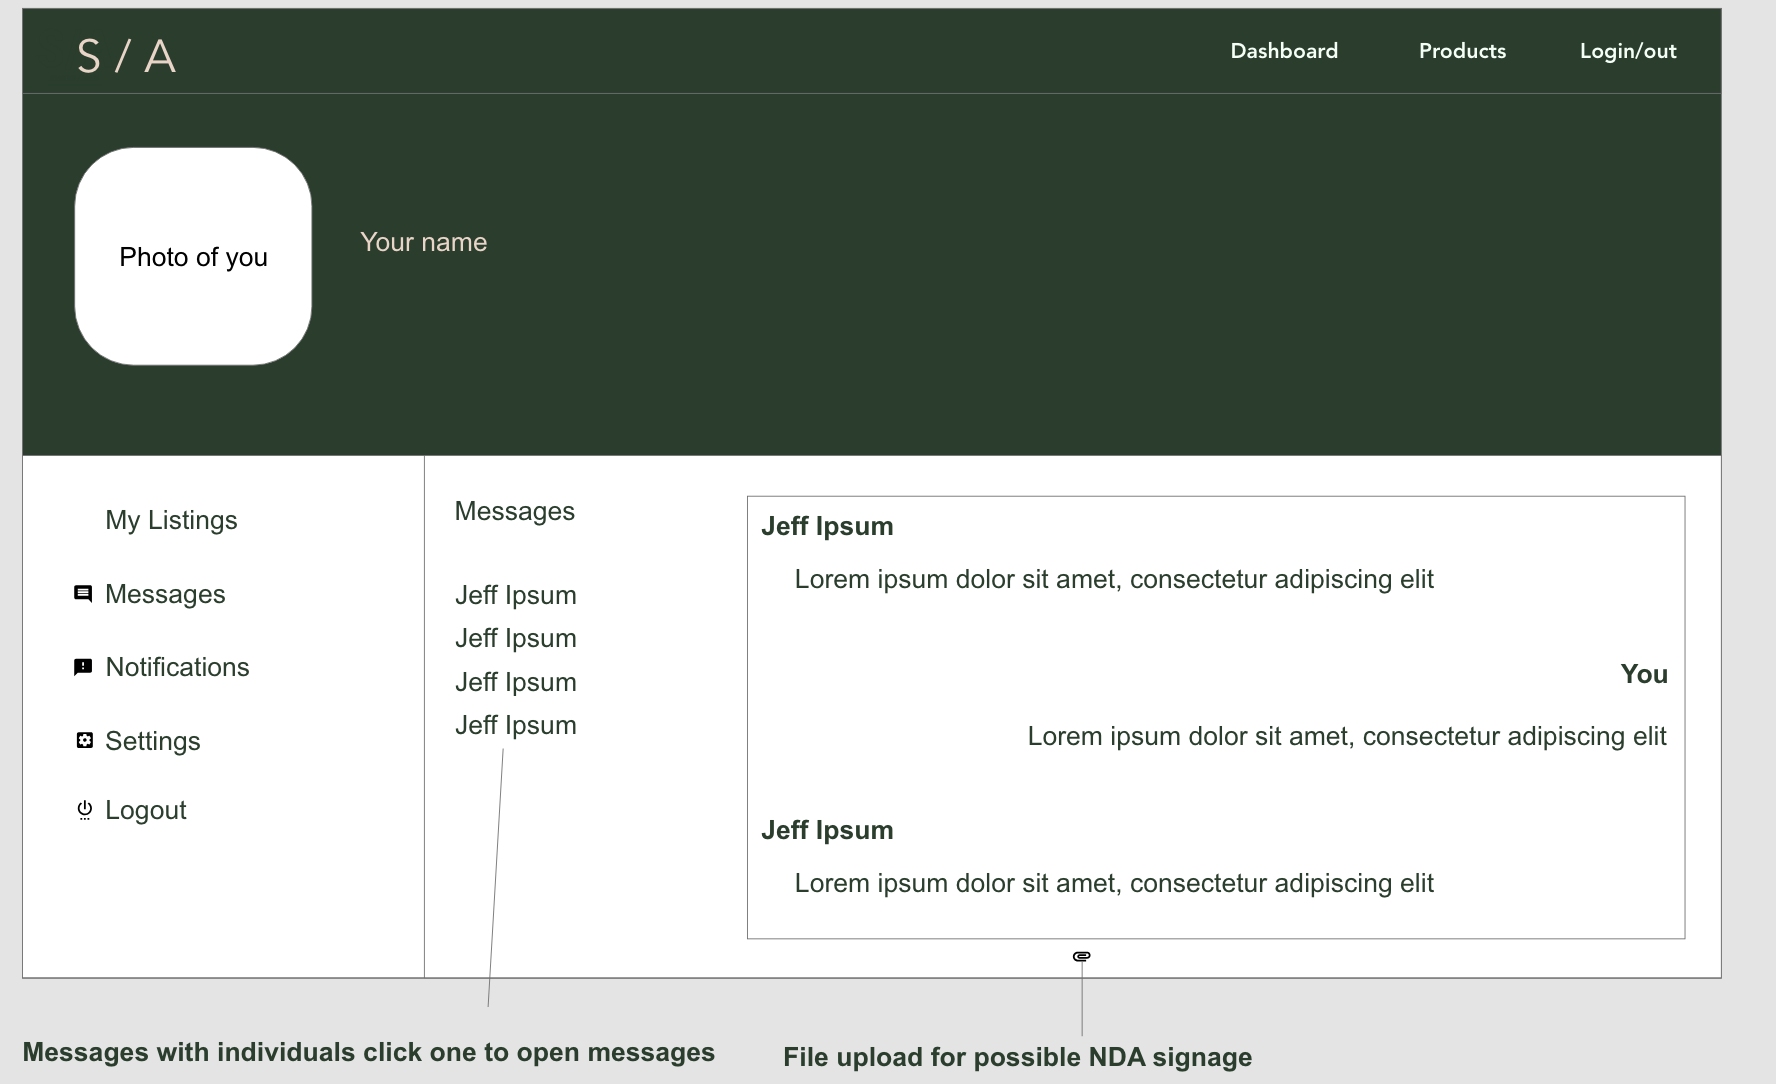 S / A
Dashboard
Products
Login/out
Photo of you
Your name
My Listings
Messages
Notifications
Settings
Logout
Messages
Jeff Ipsum
Jeff Ipsum
Jeff Ipsum
Jeff Ipsum
Jeff Ipsum
Lorem ipsum dolor sit amet, consectetur adipiscing elit
You
Lorem ipsum dolor sit amet, consectetur adipiscing elit
Jeff Ipsum
Lorem ipsum dolor sit amet, consectetur adipiscing elit
Messages with individuals click one to open messages
File upload for possible NDA signage